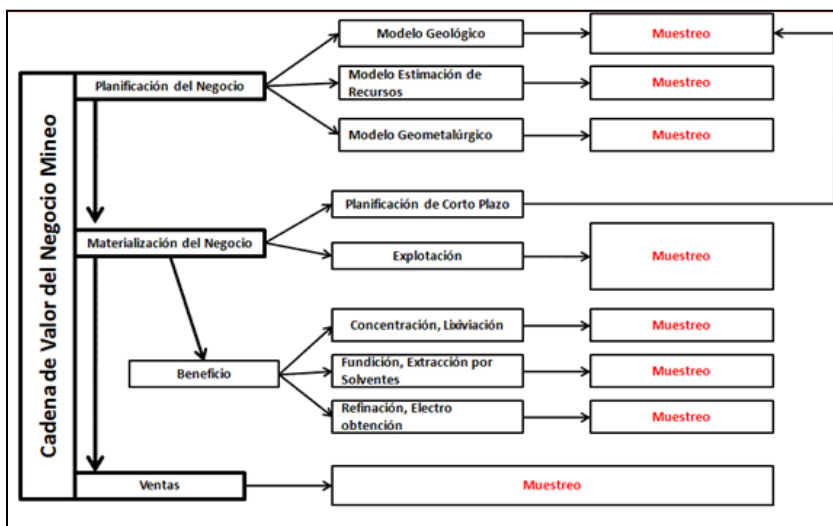 Cadena de Valor del Negocio Mineo
Modelo Geológico
Muestreo
Planificación del Negocio
Modelo Estimación de
Recursos
Muestreo
Modelo Geometalúrgico
Muestreo
Planificación de Corto Plazo
Materialización del Negocio
Explotación
Muestreo
Concentración, Lixiviación
Muestreo
Beneficio
Fundición, Extracción por
Solventes
Muestreo
Refinación, Electro
obtención
Muestreo
Ventas
Muestreo